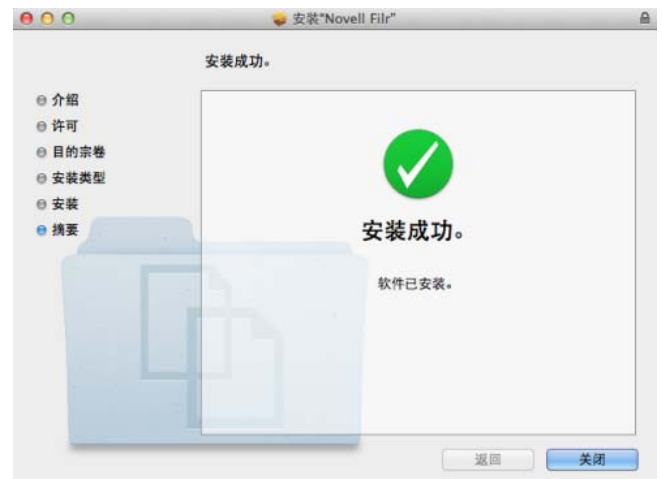 安装“Novell Filr”
安装成功。
介绍
许可
目的宗卷
安装类型
安装
摘要
安装成功。
软件已安装。
返回
关闭